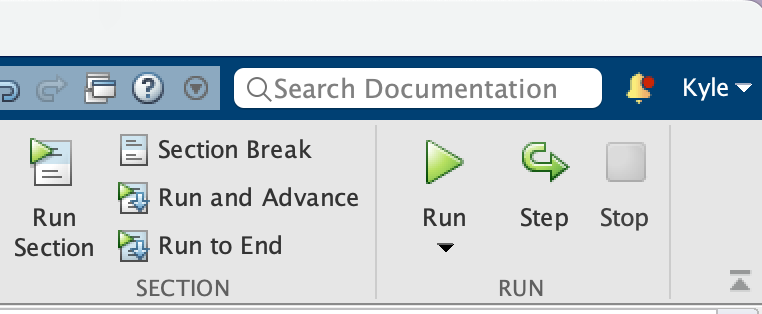 Search Documentation
Kyle
Section Break
Run and Advance
Run to End
Run
Section
SECTION
Run
Step
Stop
RUN